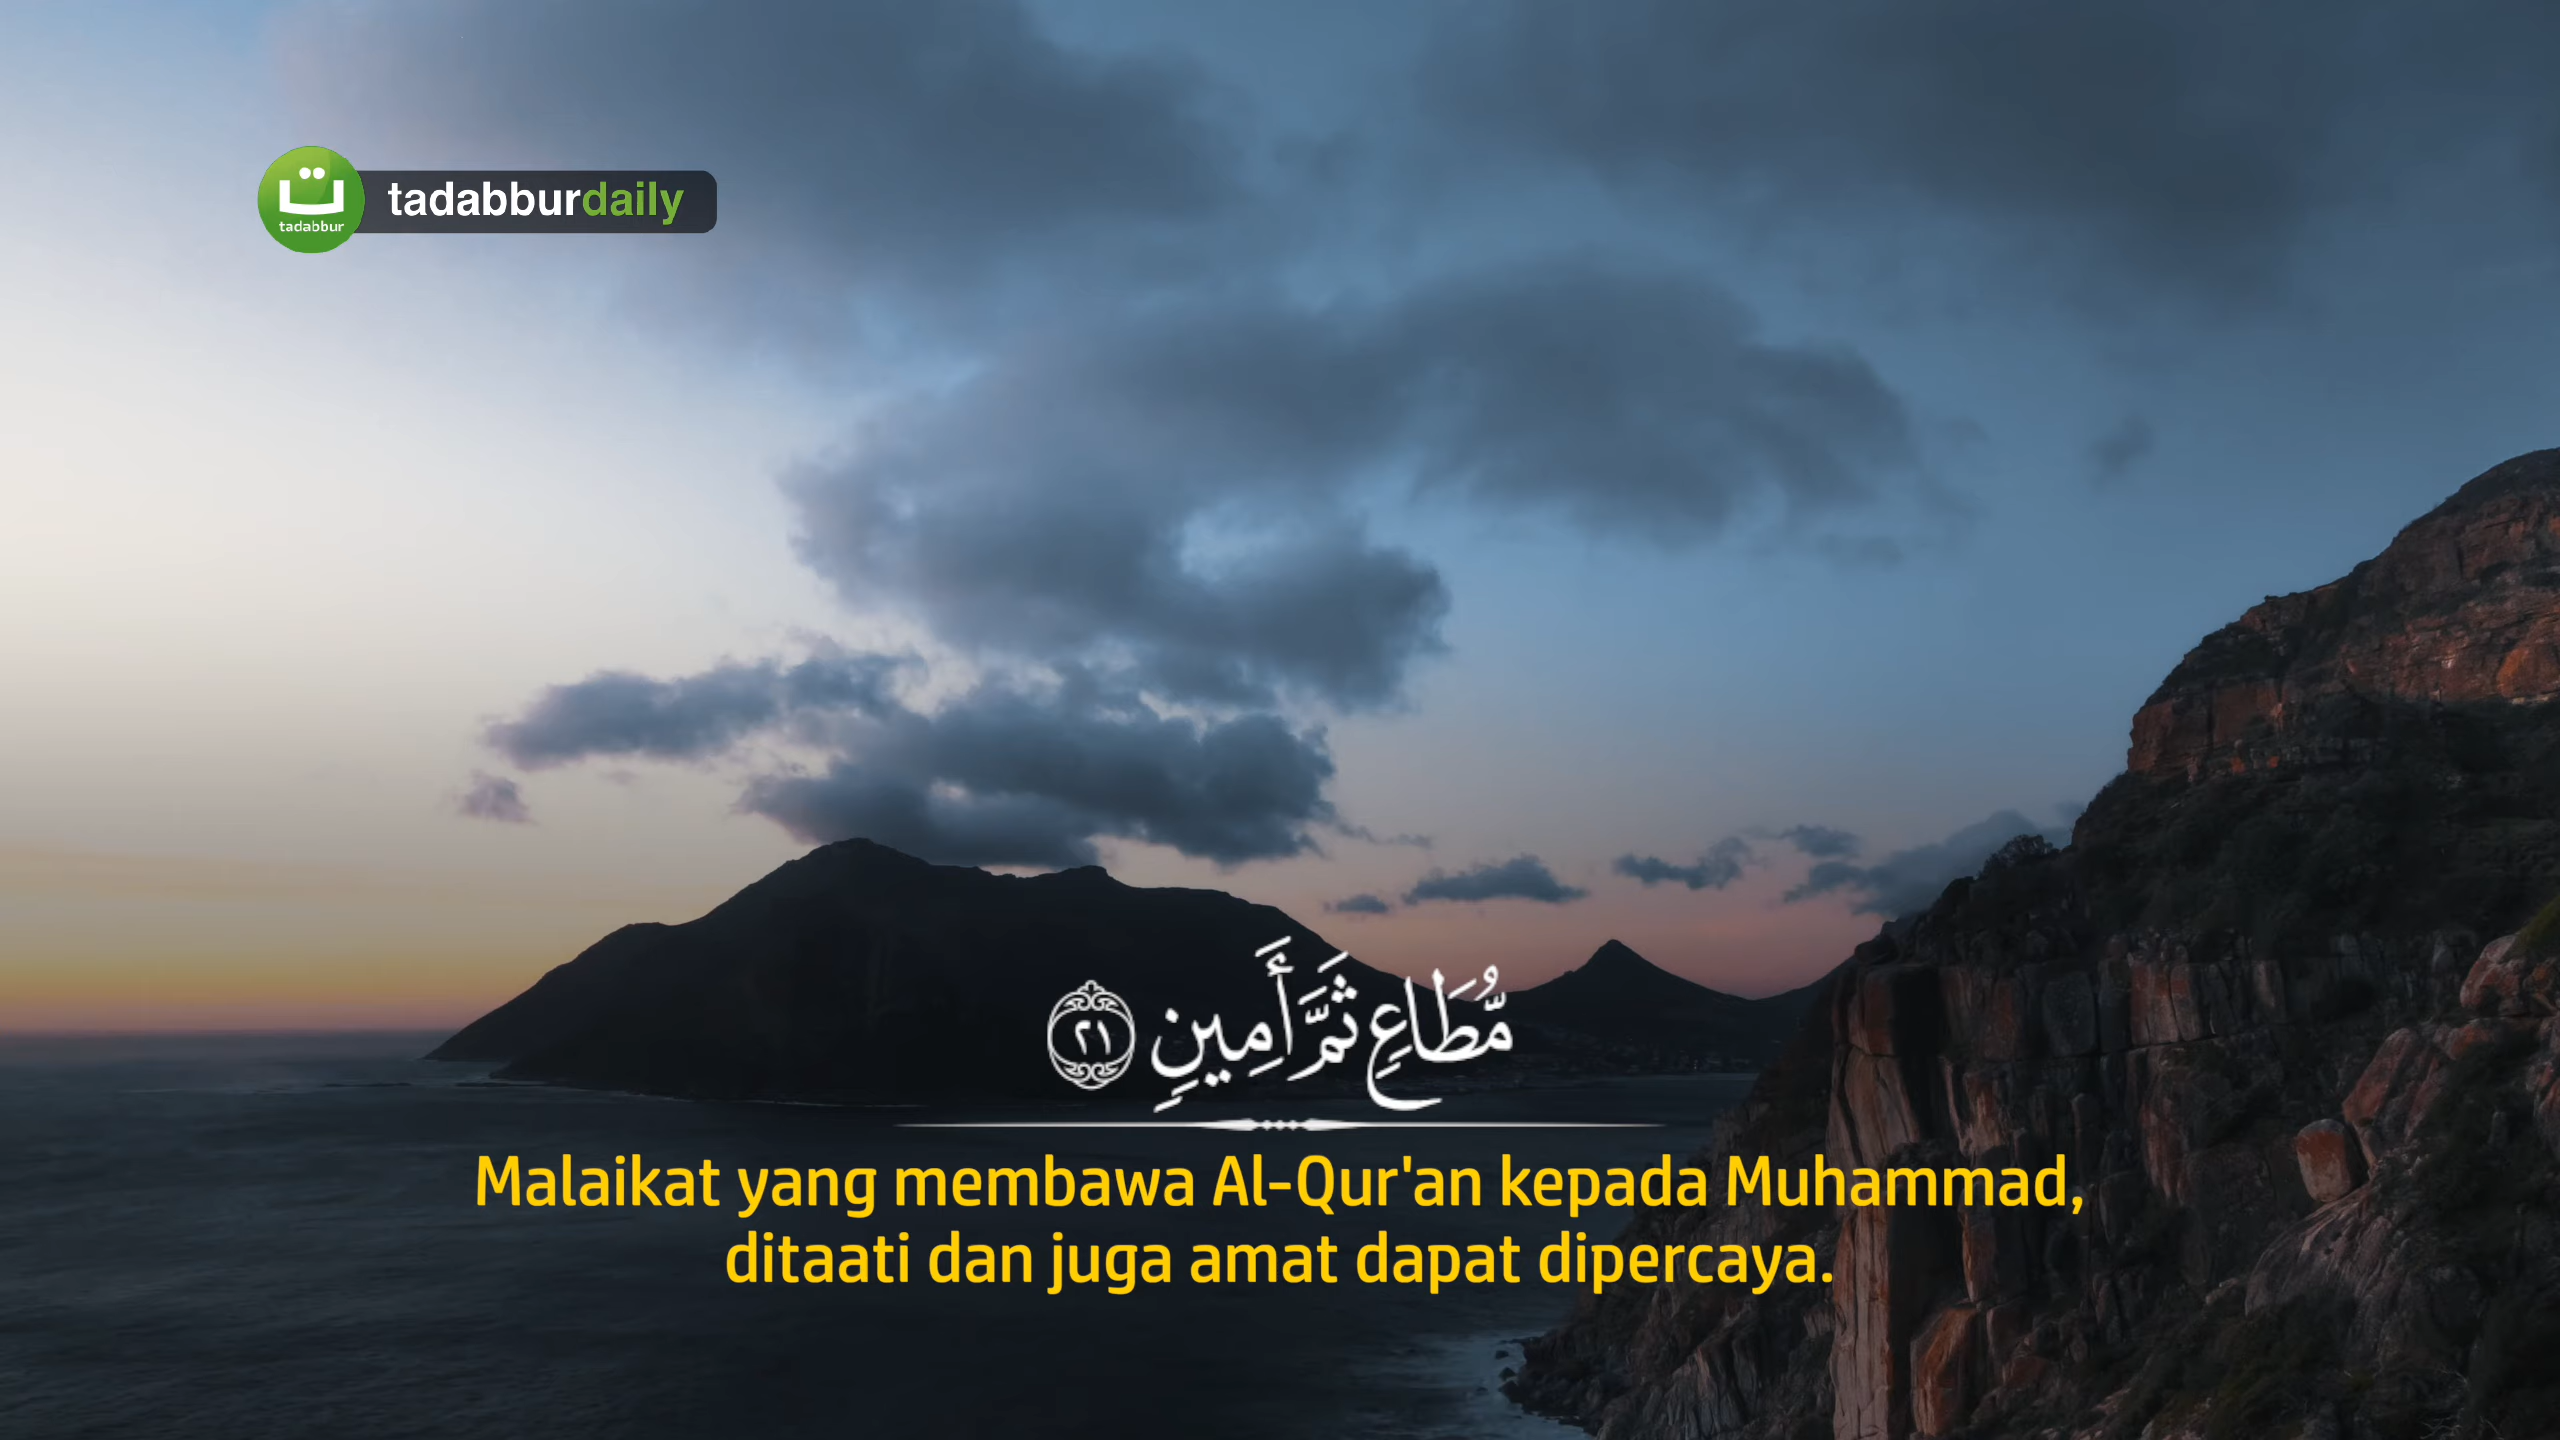 ت
tadabbur
tadabburdaily
مُّطَاعٍ ثَمَّ أَمِينٍ ٢١
Malaikat yang membawa Al-Qur'an kepada Muhammad,
ditaati dan juga amat dapat dipercaya.